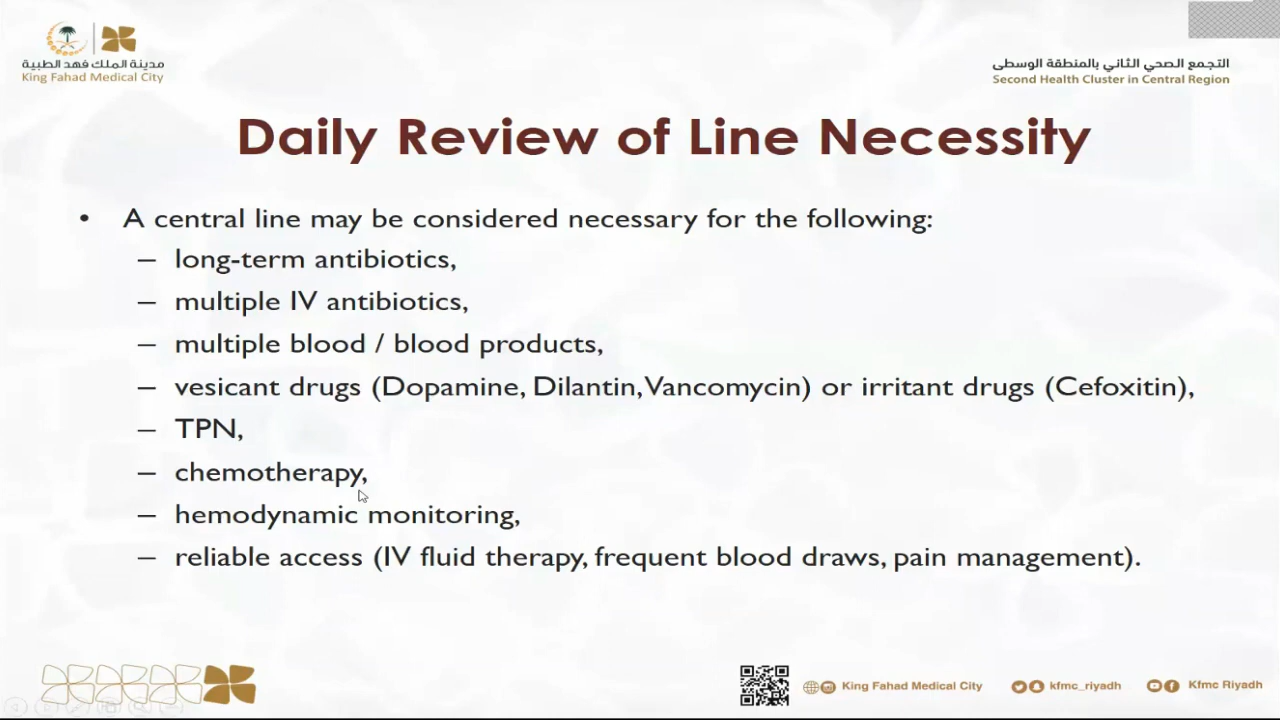 مدينة الملك فهد الطبية
King Fahad Medical City
التجمع الصحي الثاني بالمنطقة الوسطى
Second Health Cluster in Central Region
Daily Review of Line Necessity
• A central line may be considered necessary for the following:
– long-term antibiotics,
– multiple IV antibiotics,
– multiple blood / blood products,
– vesicant drugs (Dopamine, Dilantin, Vancomycin) or irritant drugs (Cefoxitin),
– TPN,
– chemotherapy,
– hemodynamic monitoring,
– reliable access (IV fluid therapy, frequent blood draws, pain management).
King Fahad Medical City kfmc_riyadh Kfmc Riyadh